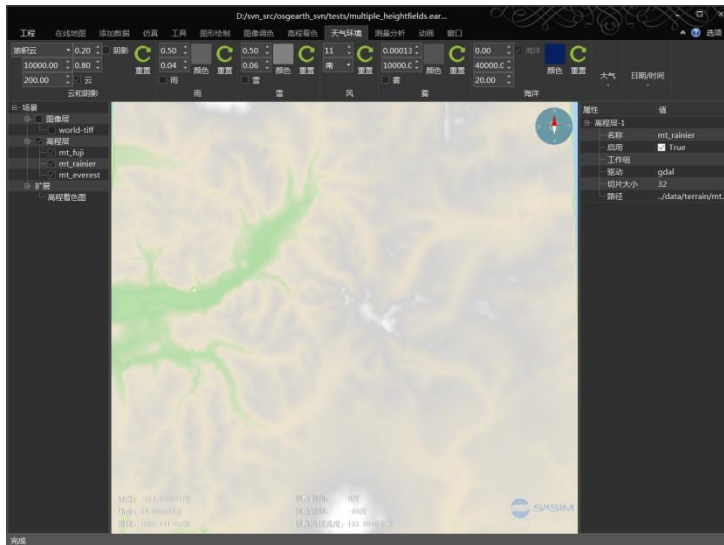 D:/svn_src/osgearth_svn/tests/multiple_heightfields.ear...
工程 在线地图 添加数据 仿真 工具 图形绘制 图像调色 高程着色 天气环境 测量分析 动画 窗口 选项
浓积云 0.20 阴影 0.50 0.50 11 0.00013 0.00 海洋
10000.00 0.80 重置 0.04 颜色 重置 0.06 颜色 重置 南 重置 10000.0 颜色 重置 40000.0 颜色 重置 大气 日期/时间
200.00 云 雨 雪 雾 20.00
云和阴影 雨 雪 风 雾 海洋
场景
图像层
world-tiff
高程层
mt_fuji
mt_rainier
mt_everest
扩展
高程着色图
属性 值
高程层-1
名称 mt_rainier
启用 True
工作组
驱动 gdal
切片大小 32
路径 ../data/terrain/mt.
SXSIM
完成